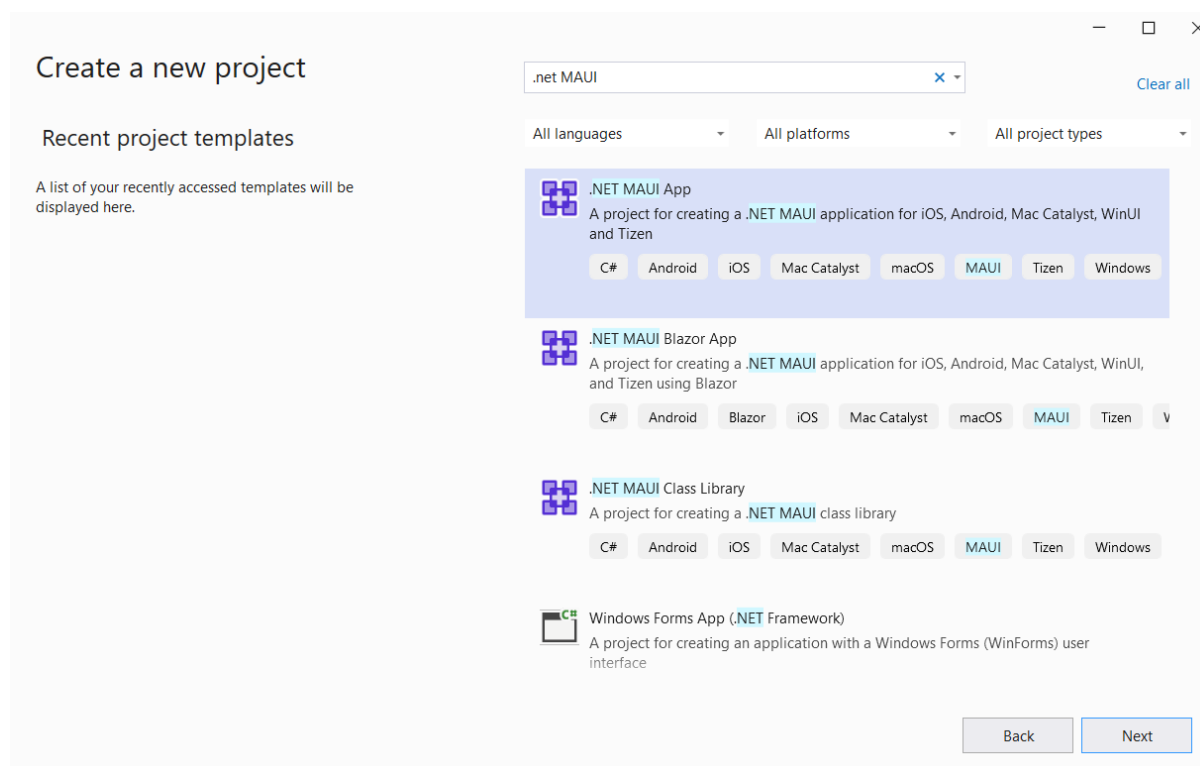 Create a new project
.net MAUI
Clear all
Recent project templates
All languages
All platforms
All project types
A list of your recently accessed templates will be
displayed here.
.NET MAUI App
A project for creating a .NET MAUI application for iOS, Android, Mac Catalyst, WinUI
and Tizen
C# Android iOS Mac Catalyst macOS MAUI Tizen Windows
.NET MAUI Blazor App
A project for creating a .NET MAUI application for iOS, Android, Mac Catalyst, WinUI,
and Tizen using Blazor
C# Android Blazor iOS Mac Catalyst macOS MAUI Tizen
.NET MAUI Class Library
A project for creating a .NET MAUI class library
C# Android iOS Mac Catalyst macOS MAUI Tizen Windows
C#
Windows Forms App (.NET Framework)
A project for creating an application with a Windows Forms (WinForms) user
interface
Back
Next